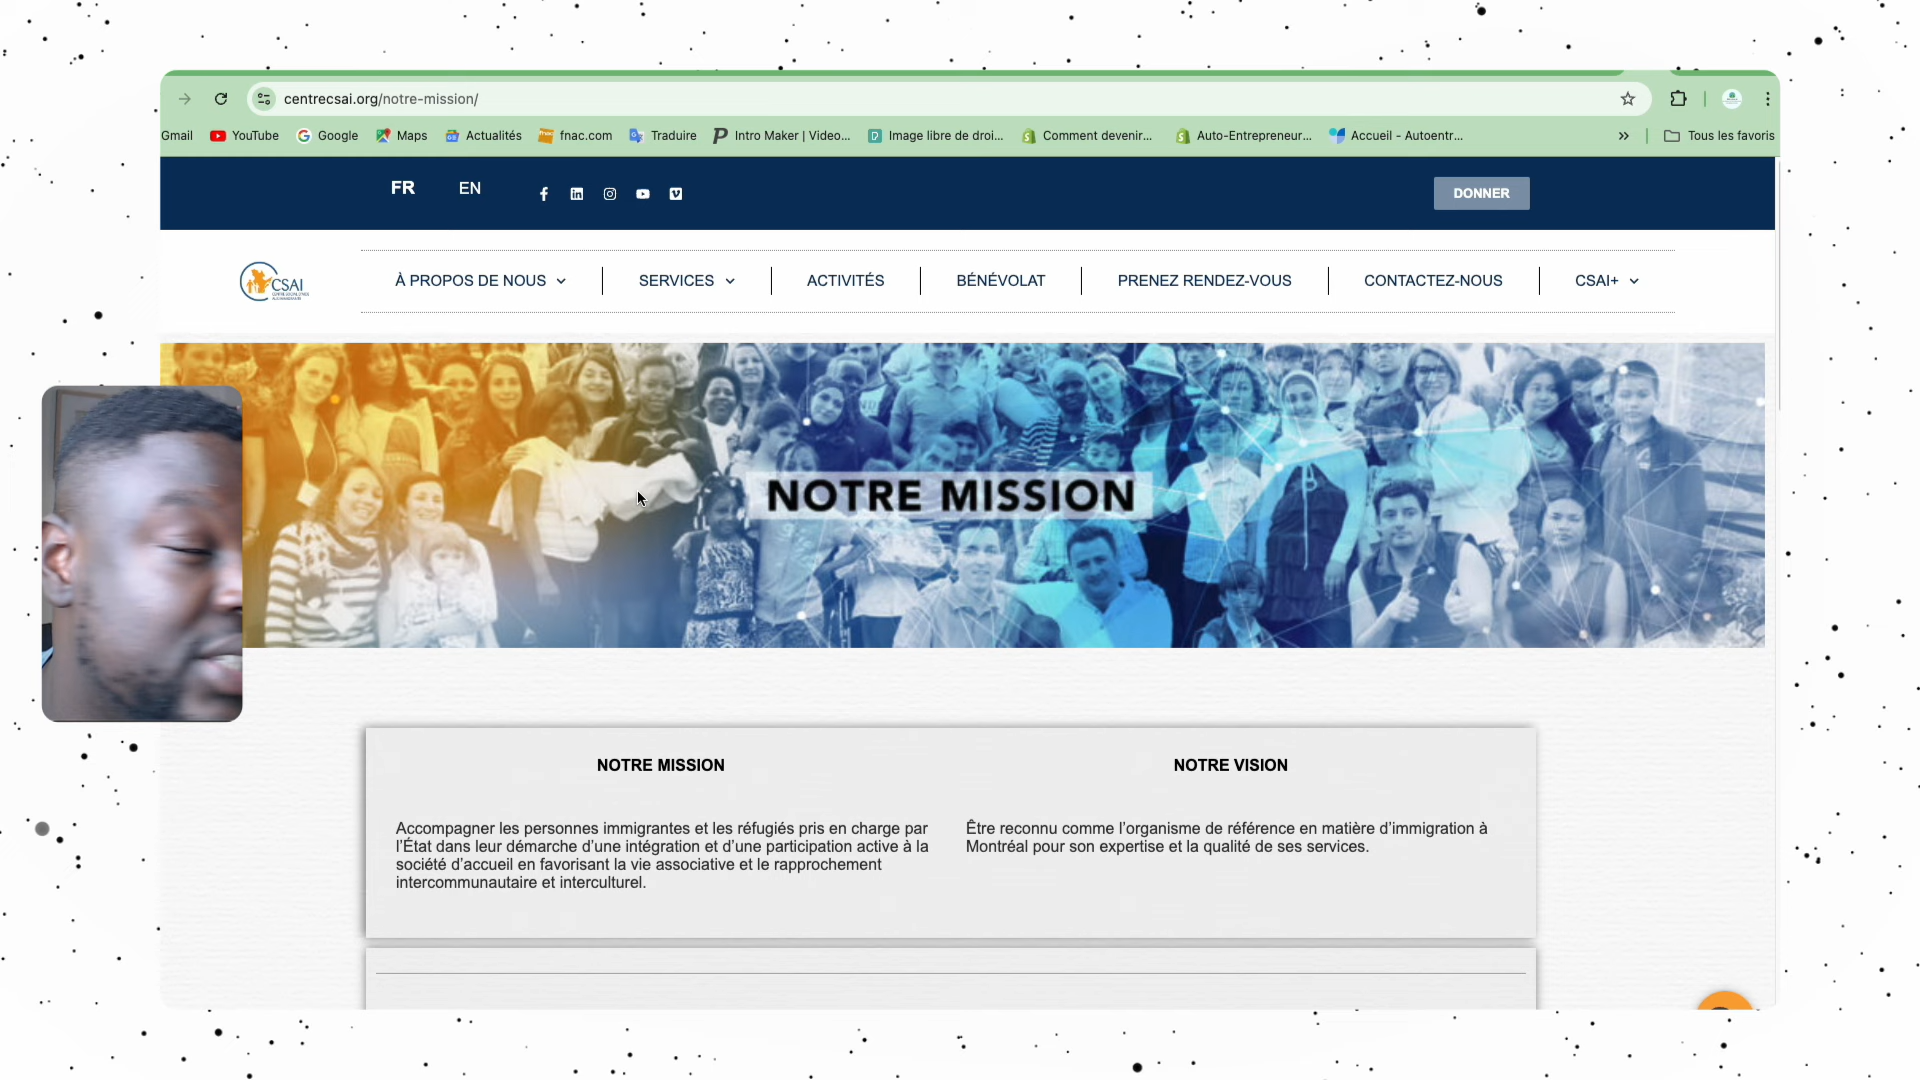 centrecsai.org/notre-mission/
Gmail YouTube Google Maps Actualités fnac.com Traduire Intro Maker | Video... Image libre de droi... Comment devenir... Auto-Entrepreneur... Accueil - Autoentr... » Tous les favoris
FR EN DONNER
CSAI À PROPOS DE NOUS SERVICES ACTIVITÉS BÉNÉVOLAT PRENEZ RENDEZ-VOUS CONTACTEZ-NOUS CSAI+
NOTRE MISSION
NOTRE MISSION
Accompagner les personnes immigrantes et les réfugiés pris en charge par
l’État dans leur démarche d’une intégration et d’une participation active à la
société d’accueil en favorisant la vie associative et le rapprochement
intercommunautaire et interculturel.
NOTRE VISION
Être reconnu comme l’organisme de référence en matière d’immigration à
Montréal pour son expertise et la qualité de ses services.